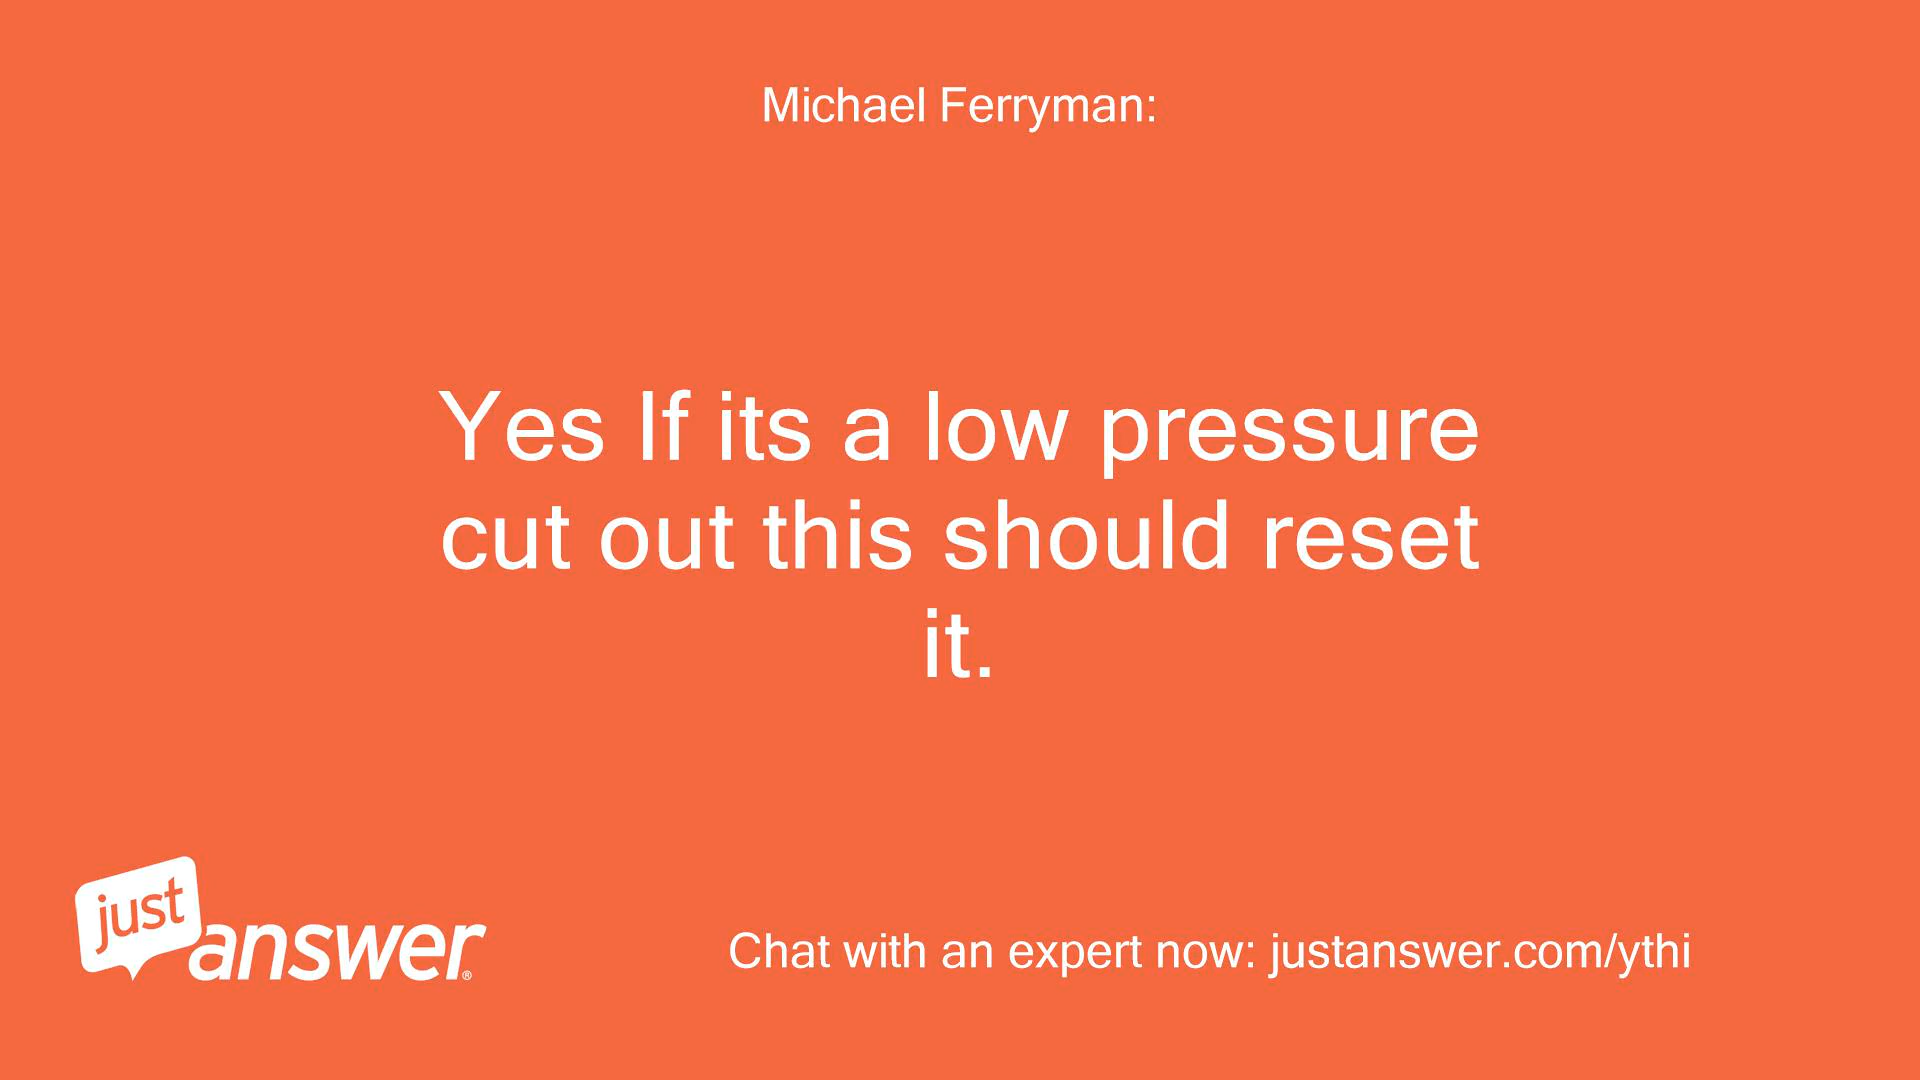 Michael Ferryman:
Yes If its a low pressure
cut out this should reset
it.
just
answer®
Chat with an expert now: justanswer.com/ythi